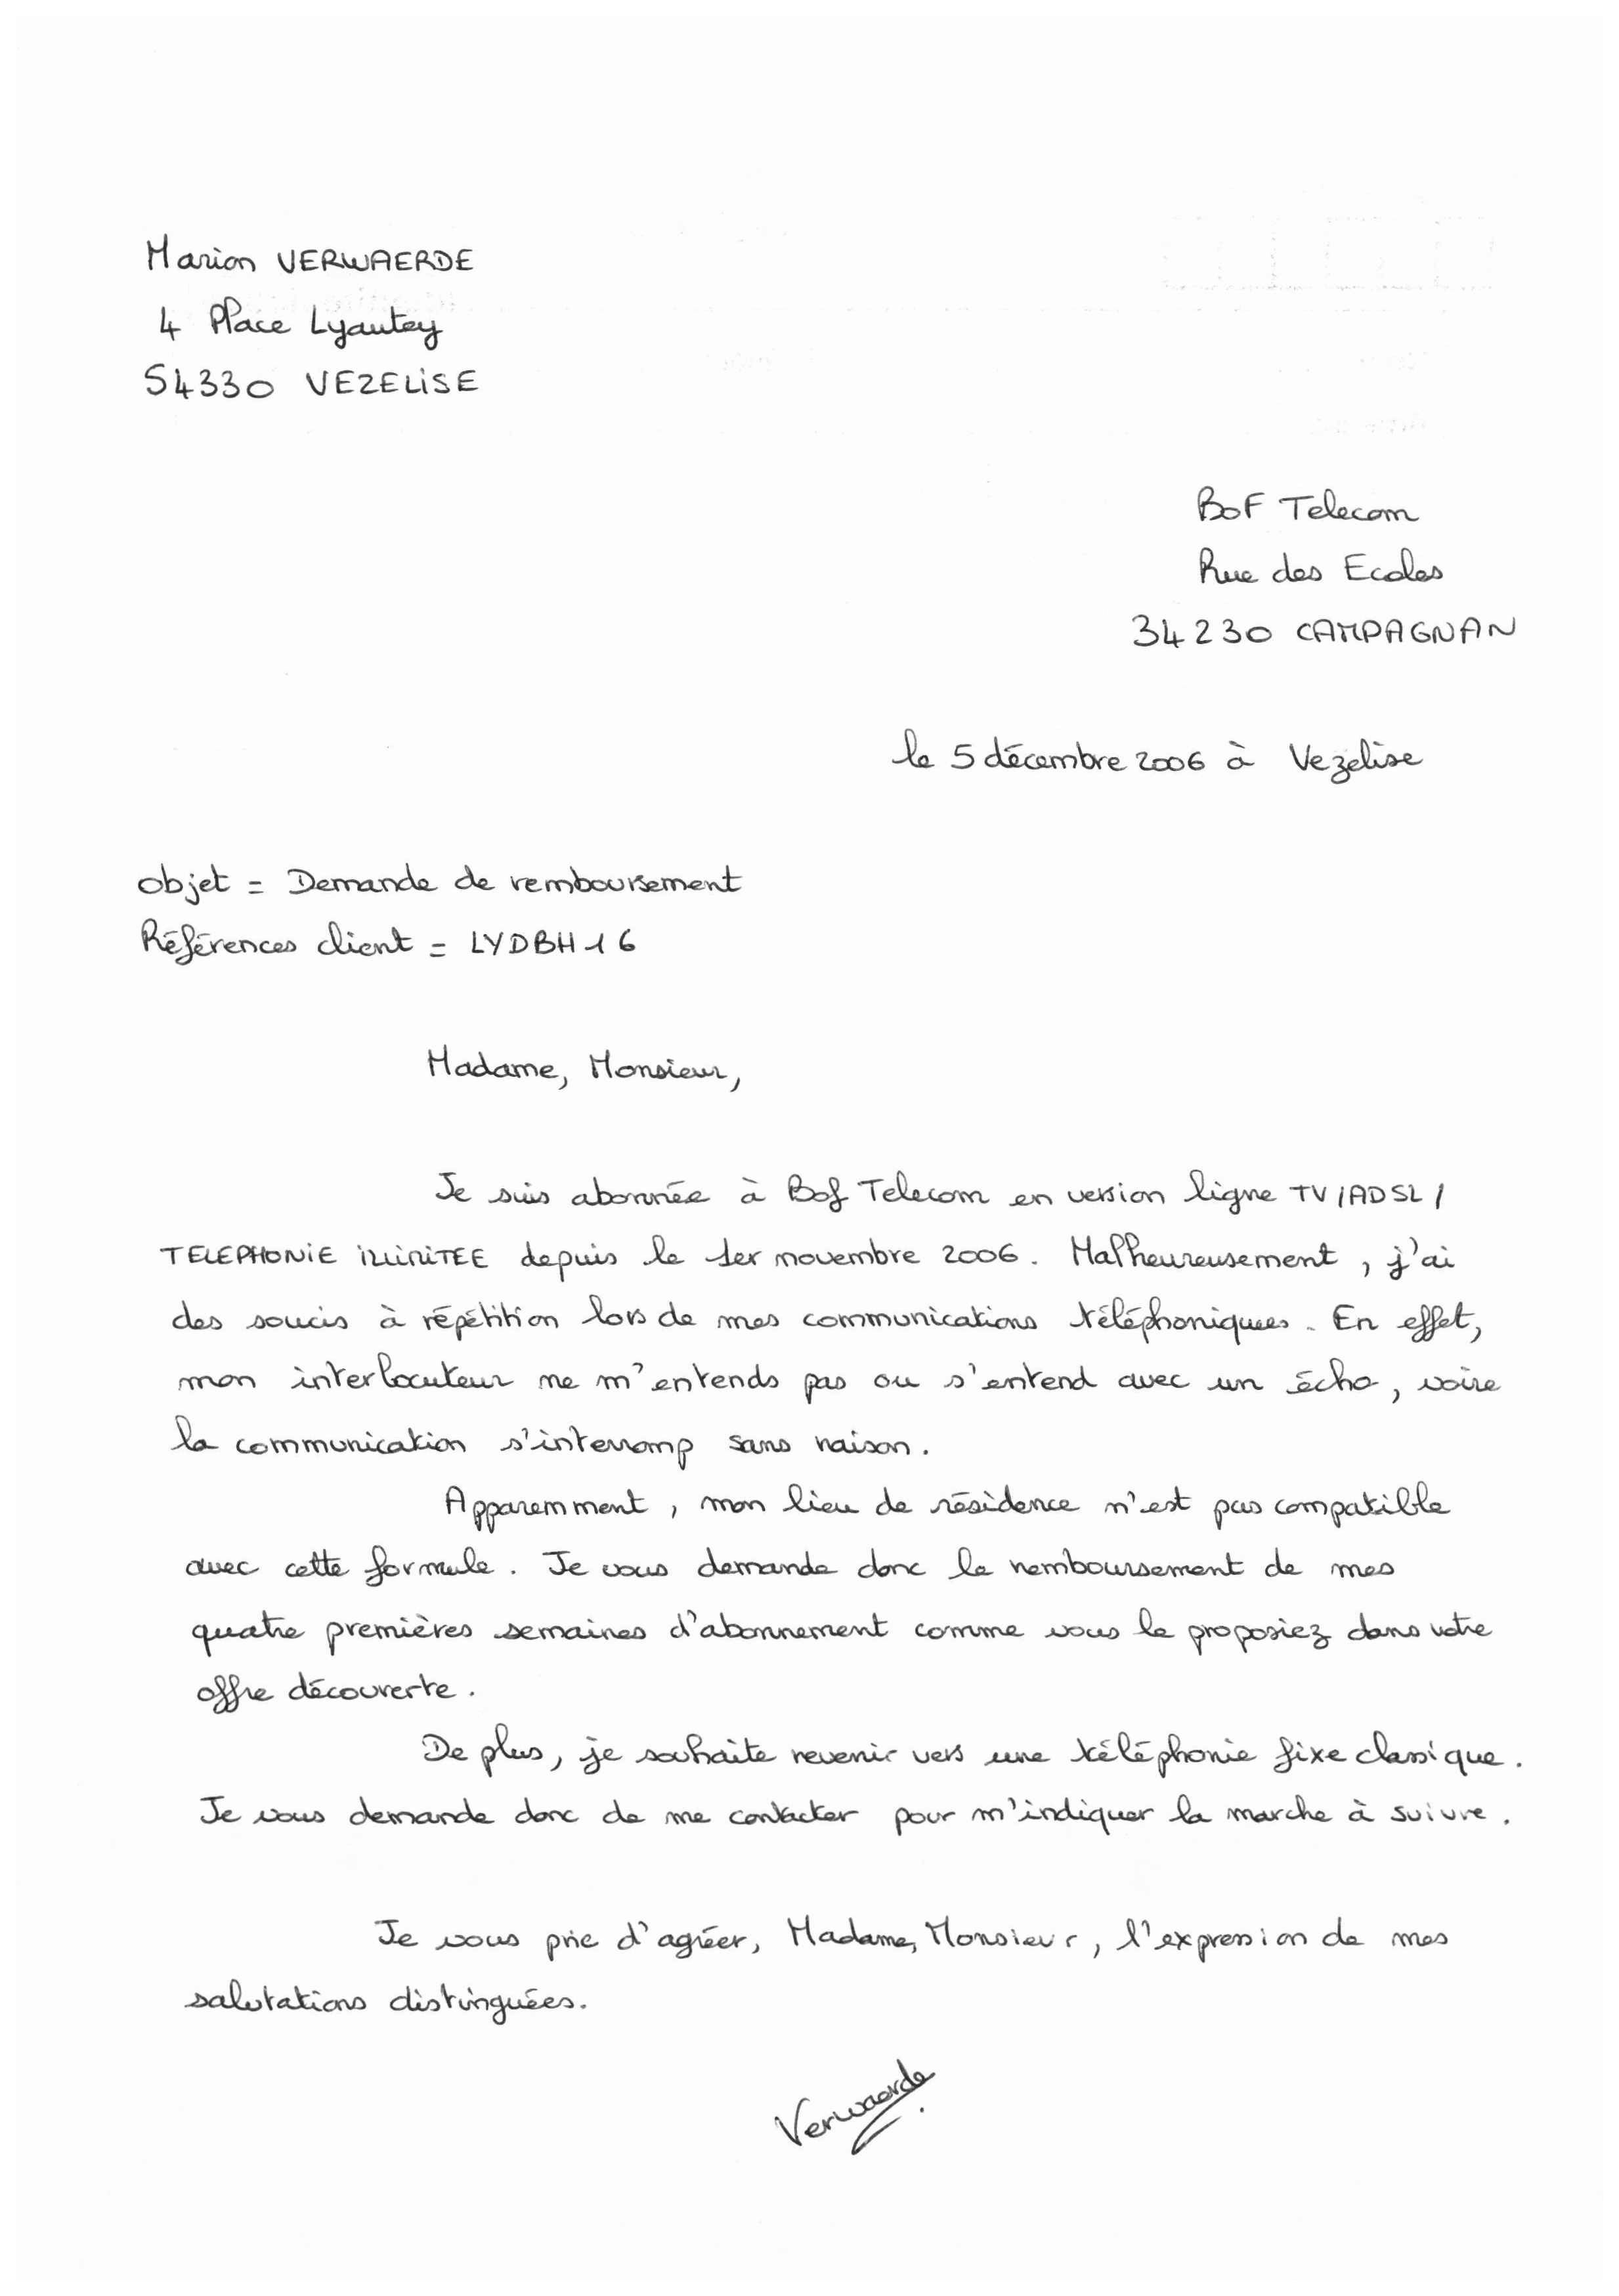 Marion VERWAERDE
4 Place Lyautey
54330 VEZELISE
BOF Telecom
Rue des Ecoles
34230 CAMPAGNAN
le 5 décembre 2006 à Vezelise
objet = Demande de remboursement
Références client = LYDBH16
Madame, Monsieur,
Je suis abonnée à Bof Telecom en version ligne TV/ADSL/
TELEPHONIE ILLIMITEE depuis le 1er novembre 2006. Malheureusement, j'ai
des soucis à répétition lors de mes communications téléphoniques. En effet,
mon interlocuteur ne m'entends pas ou s'entend avec un écho, voire
la communication s'interromp sans raison.
Apparemment, mon lieu de résidence n'est pas compatible
avec cette formule. Je vous demande donc le remboursement de mes
quatre premières semaines d'abonnement comme vous le proposiez dans votre
offre découverte.
De plus, je souhaite revenir vers une téléphonie fixe classique.
Je vous demande donc de me contacter pour m'indiquer la marche à suivre.
Je vous prie d'agréer, Madame, Monsieur, l'expression de mes
salutations distinguées.
Verwaerde